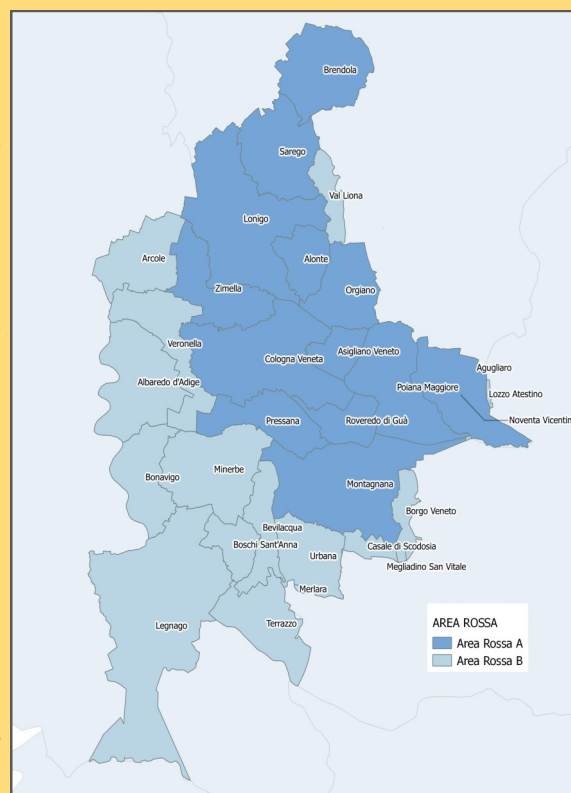 Brendola
Sarego
Val Liona
Lonigo
Arcole
Alonte
Zimella
Orgiano
Veronella
Cologna Veneta
Asigliano Veneto
Agugliaro
Albaredo d'Adige
Poiana Maggiore
Lozzo Atestino
Pressana
Roveredo di Guà
Noventa Vicentin
Minerbe
Bonavigo
Montagnana
Borgo Veneto
Bevilacqua
Boschi Sant'Anna
Casale di Scodosia
Urbana
Megliadino San Vitale
Merlara
Legnago
Terrazzo
AREA ROSSA
Area Rossa A
Area Rossa B